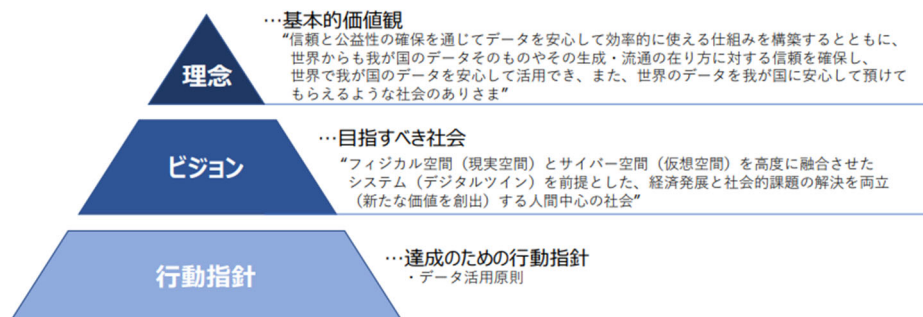 …基本的価値観
“信頼と公益性の確保を通じてデータを安心して効率的に使える仕組みを構築するとともに、
世界からも我が国のデータそのものやその生成・流通の在り方に対する信頼を確保し、
世界で我が国のデータを安心して活用でき、また、世界のデータを我が国に安心して預けて
もらえるような社会のありさま”
理念
…目指すべき社会
“フィジカル空間（現実空間）とサイバー空間（仮想空間）を高度に融合させた
システム（デジタルツイン）を前提とした、経済発展と社会的課題の解決を両立
（新たな価値を創出）する人間中心の社会”
ビジョン
…達成のための行動指針
・データ活用原則
行動指針